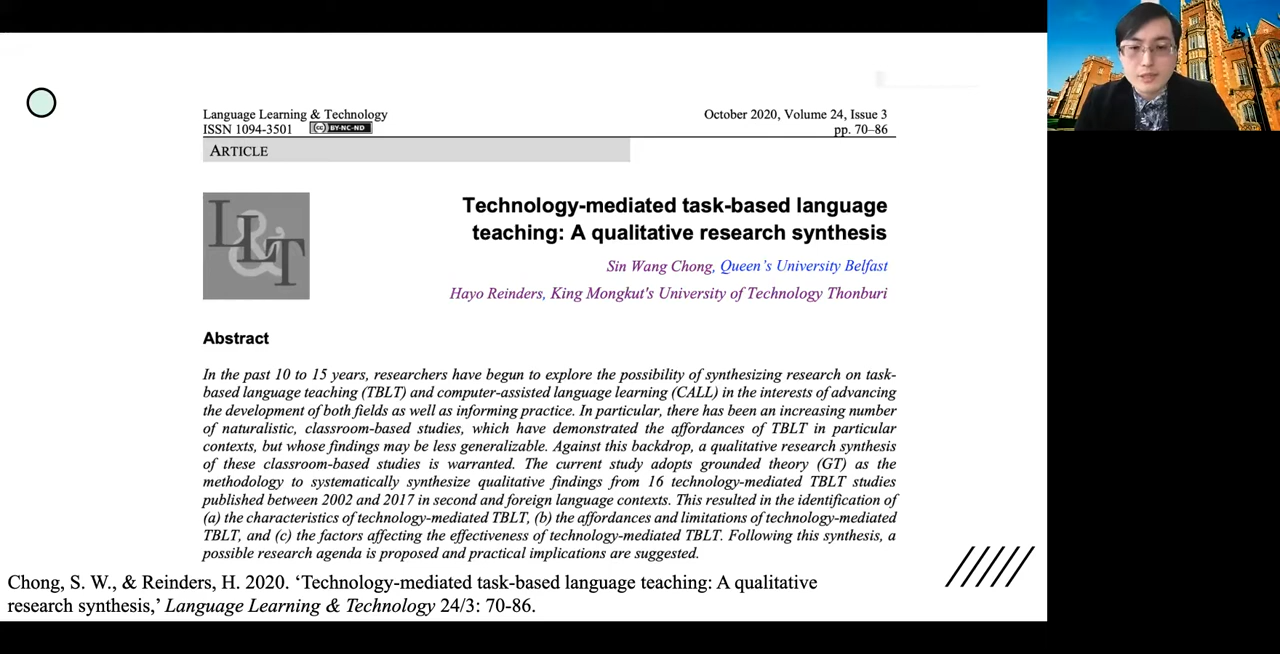 Language Learning & Technology
ISSN 1094-3501
(cc) BY-NC-ND
October 2020, Volume 24, Issue 3
pp. 70–86
ARTICLE
LL&T
Technology-mediated task-based language
teaching: A qualitative research synthesis
Sin Wang Chong, Queen's University Belfast
Hayo Reinders, King Mongkut's University of Technology Thonburi
Abstract
In the past 10 to 15 years, researchers have begun to explore the possibility of synthesizing research on task-
based language teaching (TBLT) and computer-assisted language learning (CALL) in the interests of advancing
the development of both fields as well as informing practice. In particular, there has been an increasing number
of naturalistic, classroom-based studies, which have demonstrated the affordances of TBLT in particular
contexts, but whose findings may be less generalizable. Against this backdrop, a qualitative research synthesis
of these classroom-based studies is warranted. The current study adopts grounded theory (GT) as the
methodology to systematically synthesize qualitative findings from 16 technology-mediated TBLT studies
published between 2002 and 2017 in second and foreign language contexts. This resulted in the identification of
(a) the characteristics of technology-mediated TBLT, (b) the affordances and limitations of technology-mediated
TBLT, and (c) the factors affecting the effectiveness of technology-mediated TBLT. Following this synthesis, a
possible research agenda is proposed and practical implications are suggested.
Chong, S. W., & Reinders, H. 2020. ‘Technology-mediated task-based language teaching: A qualitative
research synthesis,’ Language Learning & Technology 24/3: 70-86.